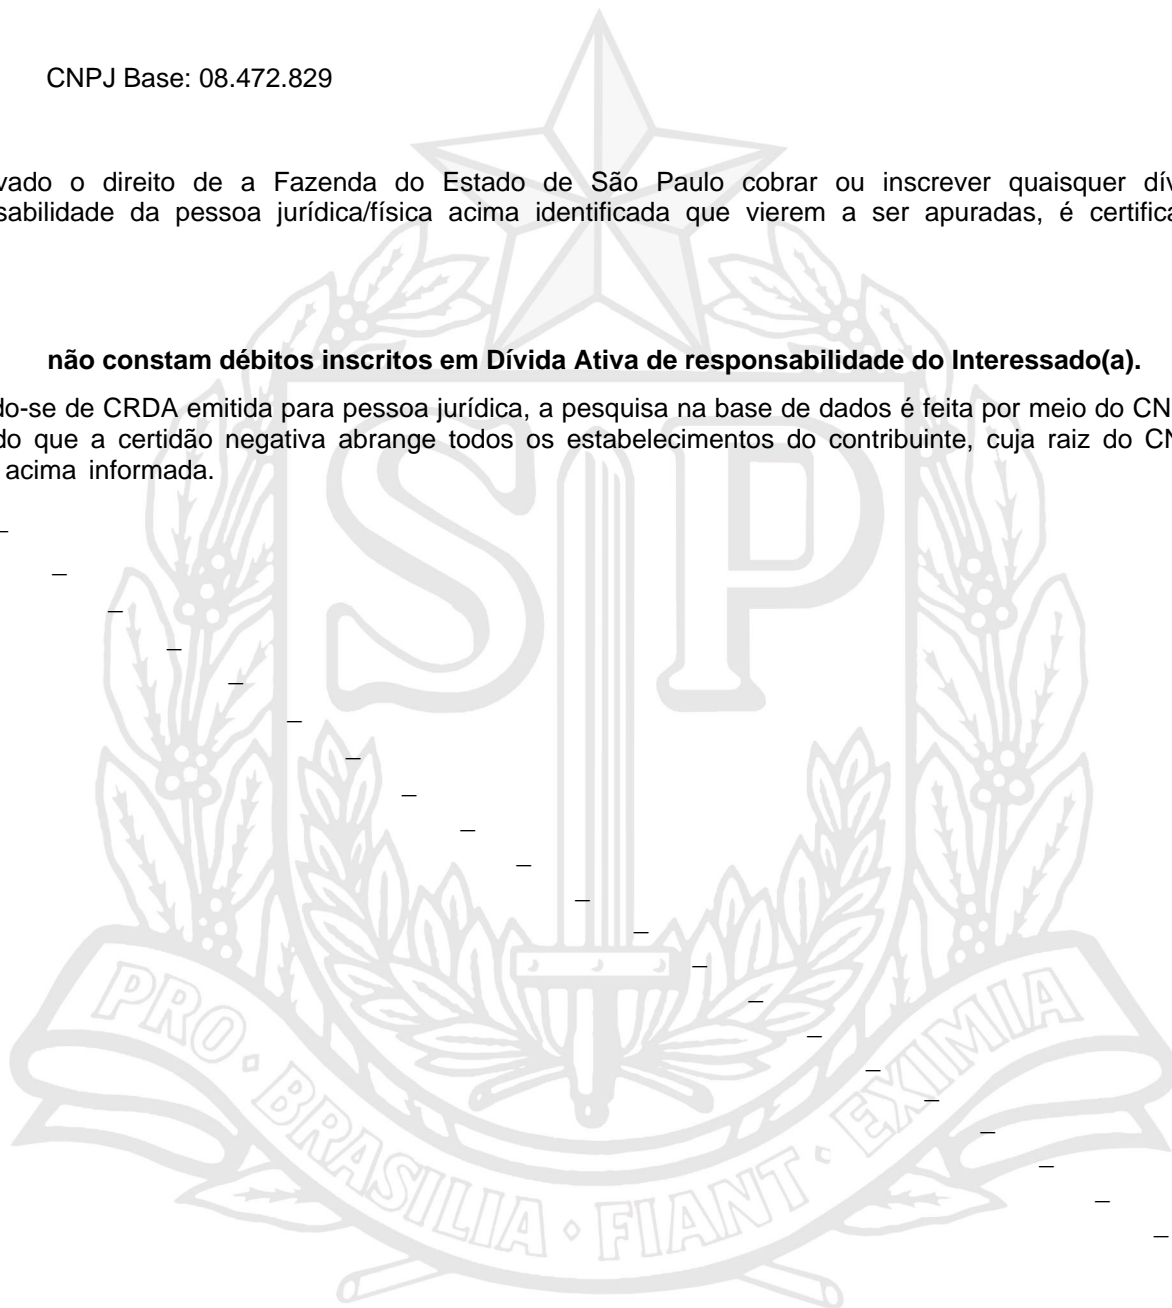 CNPJ Base: 08.472.829
vado o direito de a Fazenda do Estado de São Paulo cobrar ou inscrever quaisquer dív
sabilidade da pessoa jurídica/física acima identificada que vierem a ser apuradas, é certifica
não constam débitos inscritos em Dívida Ativa de responsabilidade do Interessado(a).
do-se de CRDA emitida para pessoa jurídica, a pesquisa na base de dados é feita por meio do CN
do que a certidão negativa abrange todos os estabelecimentos do contribuinte, cuja raiz do CN
acima informada.
SP
PRO • BRASILIA • FIANT • EXIMIA